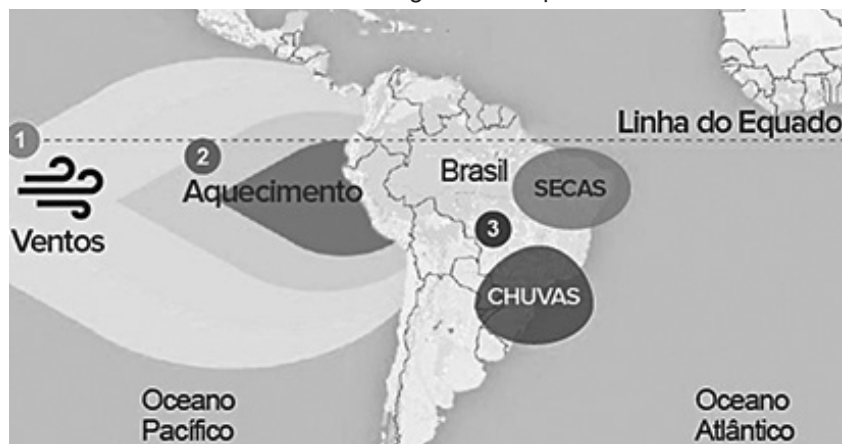 1
Linha do Equado
2
Brasil
Aquecimento
SECAS
Ventos
3
CHUVAS
Oceano
Pacífico
Oceano
Atlântico